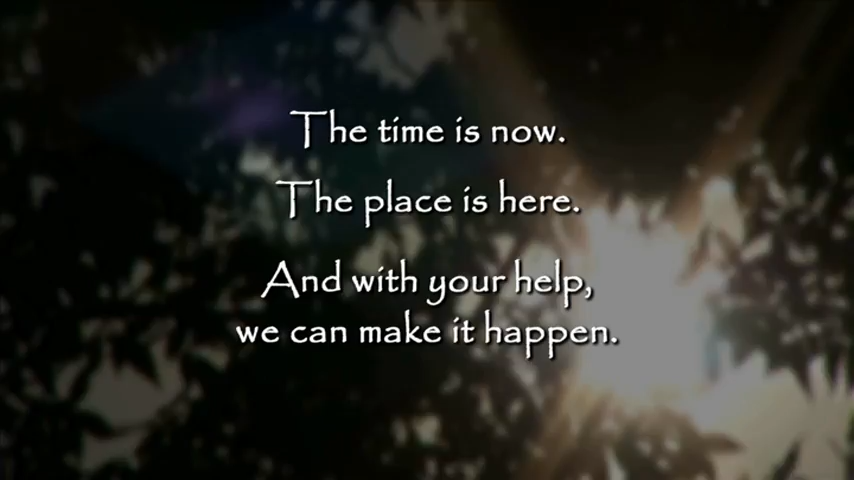 The time is now.
The place is here.
And with your help,
we can make it happen.